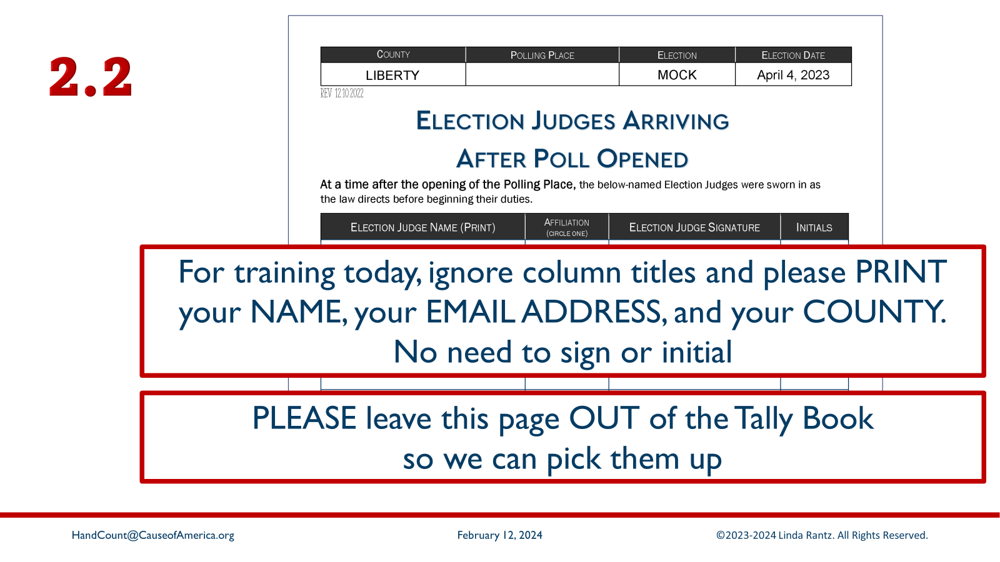 2.2
COUNTY POLLING PLACE ELECTION ELECTION DATE
LIBERTY MOCK April 4, 2023
REV 12.10.2022
ELECTION JUDGES ARRIVING
AFTER POLL OPENED
At a time after the opening of the Polling Place, the below-named Election Judges were sworn in as
the law directs before beginning their duties.
ELECTION JUDGE NAME (PRINT) AFFILIATION (CIRCLE ONE) ELECTION JUDGE SIGNATURE INITIALS
For training today, ignore column titles and please PRINT
your NAME, your EMAIL ADDRESS, and your COUNTY.
No need to sign or initial
PLEASE leave this page OUT of the Tally Book
so we can pick them up
HandCount@CauseofAmerica.org February 12, 2024 ©2023-2024 Linda Rantz. All Rights Reserved.